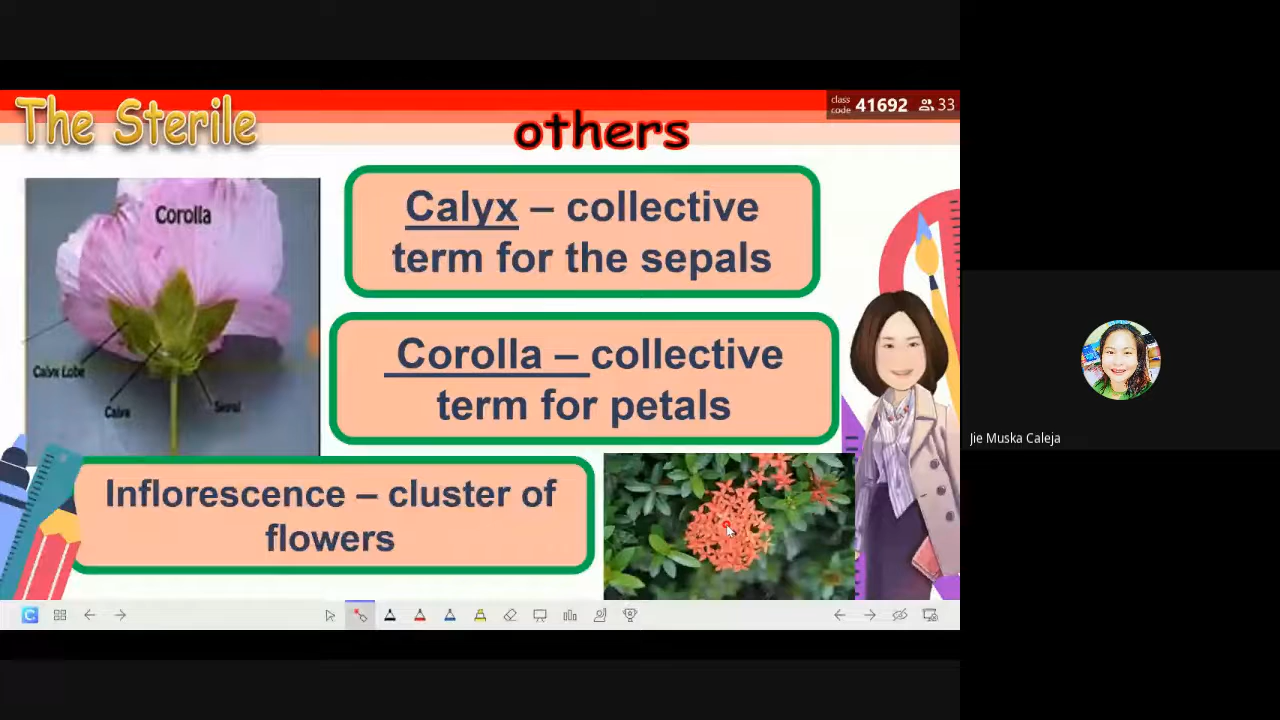 The Sterile
others
class code 41692 33
Corolla
Calyx Lobe
Calyx
Sepal
Calyx – collective
term for the sepals
Corolla – collective
term for petals
Inflorescence – cluster of
flowers
Jie Muska Caleja